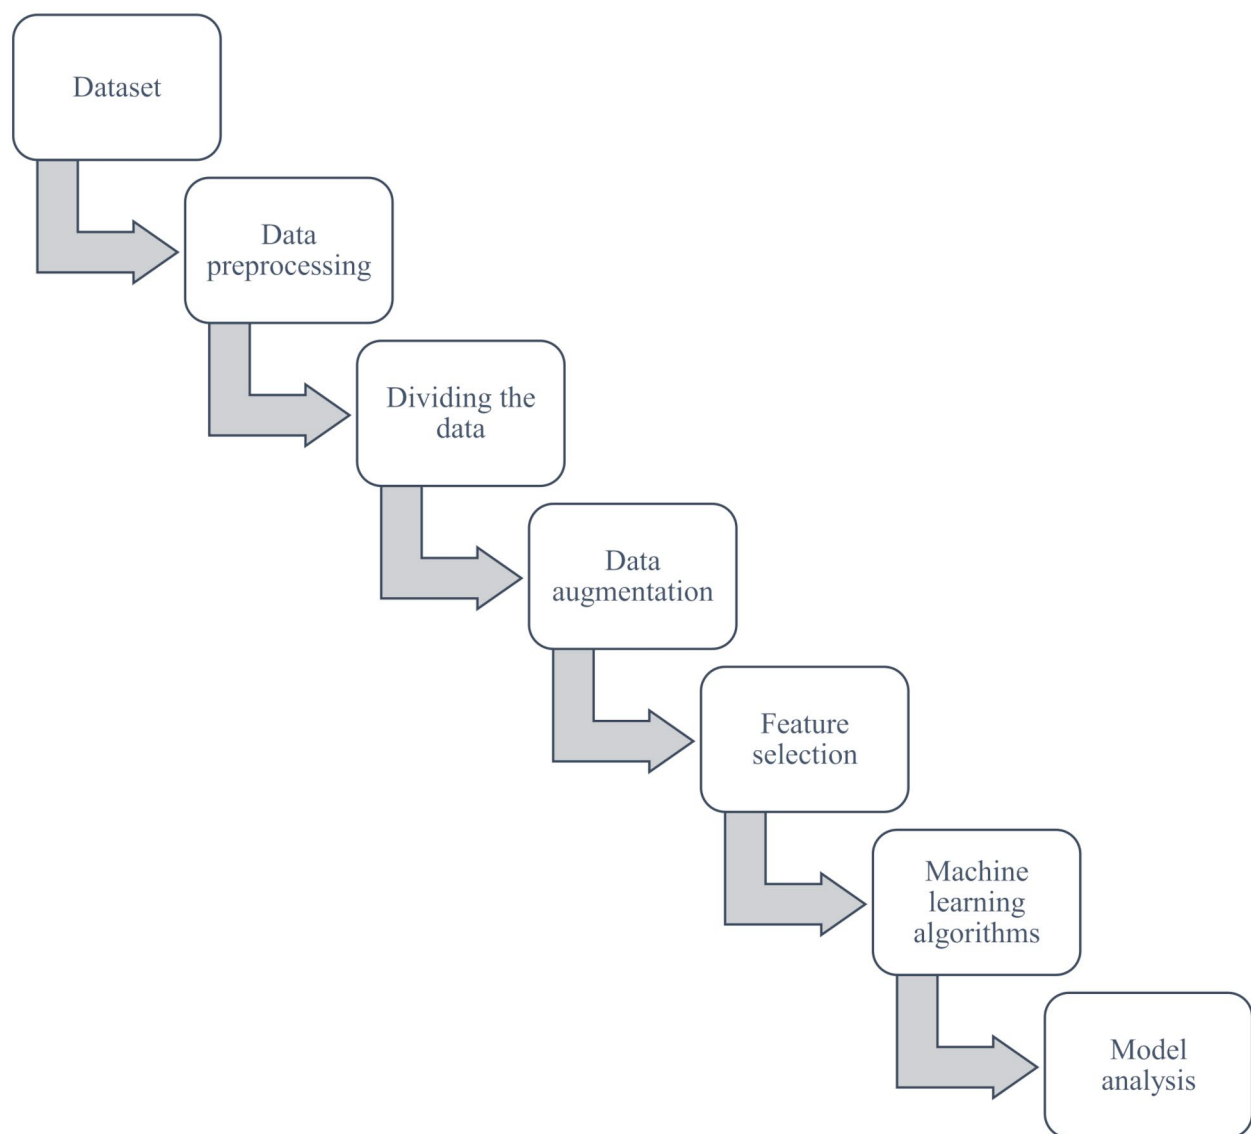 Dataset
Data
preprocessing
Dividing the
data
Data
augmentation
Feature
selection
Machine
learning
algorithms
Model
analysis